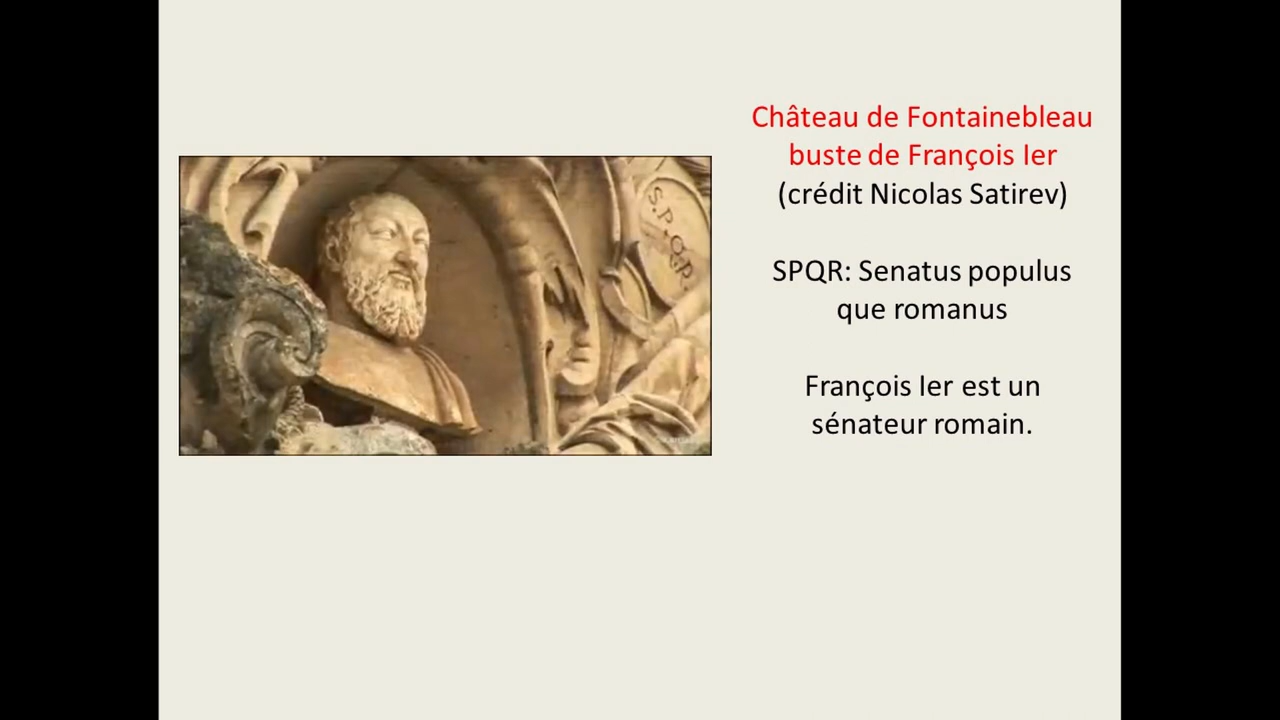 Château de Fontainebleau
buste de François Ier
(crédit Nicolas Satirev)
SPQR: Senatus populus
que romanus
François Ier est un
sénateur romain.
S.P.Q.R.